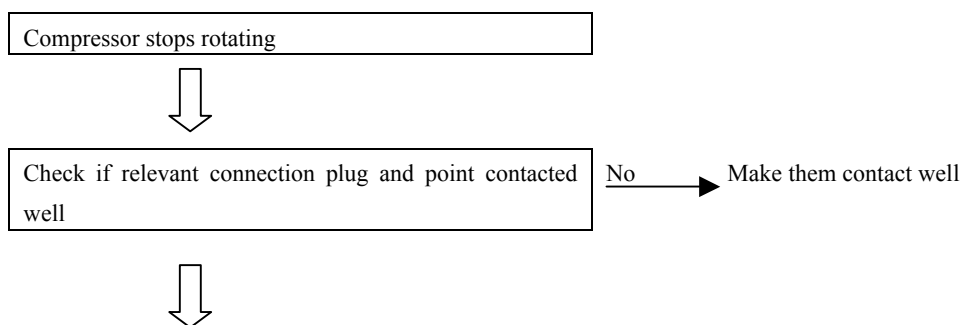 Compressor stops rotating
Check if relevant connection plug and point contacted
well
No
Make them contact well